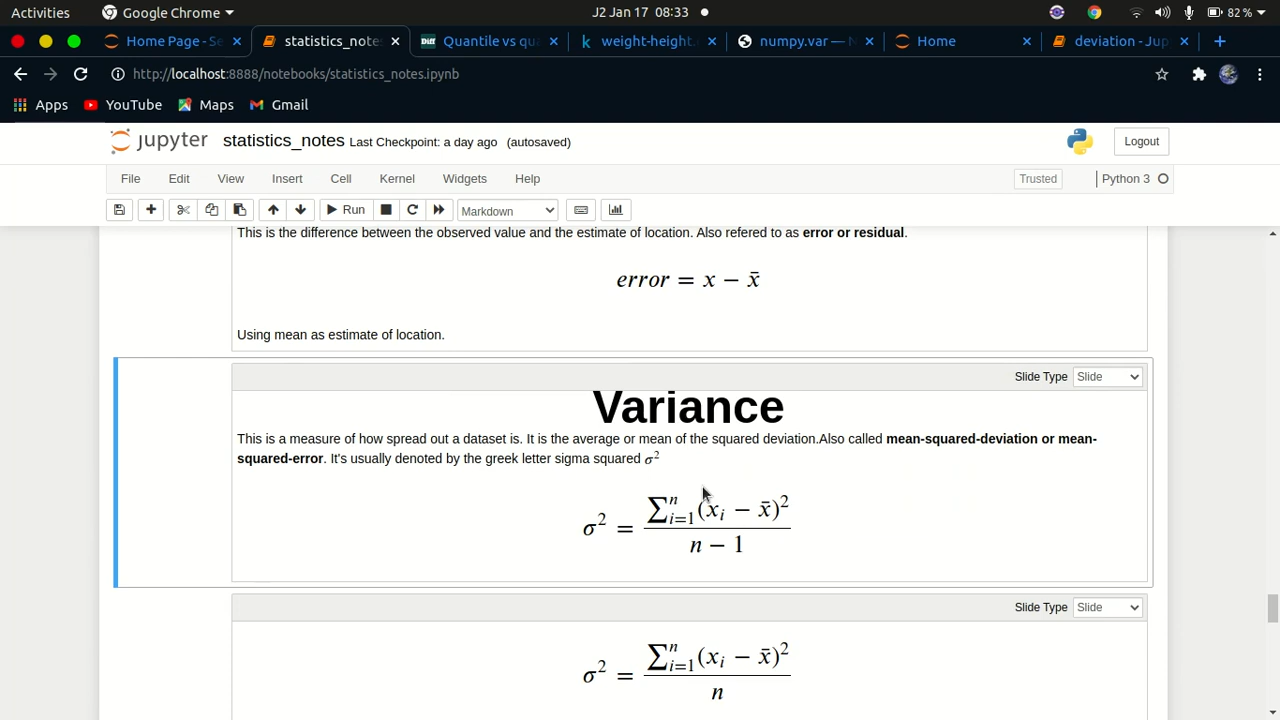 Activities Google Chrome J2 Jan 17 08:33 82 %
Home Page - Se statistics_note Quantile vs qu weight-height. numpy.var — N Home deviation - Jup
http://localhost:8888/notebooks/statistics_notes.ipynb
Apps YouTube Maps Gmail
jupyter statistics_notes Last Checkpoint: a day ago (autosaved) Logout
File Edit View Insert Cell Kernel Widgets Help Trusted Python 3
Run Markdown
This is the difference between the observed value and the estimate of location. Also refered to as error or residual.
error = x − x̄
Using mean as estimate of location.
Slide Type Slide
Variance
This is a measure of how spread out a dataset is. It is the average or mean of the squared deviation.Also called mean-squared-deviation or mean-
squared-error. It's usually denoted by the greek letter sigma squared σ²
σ² = ∑ⁿᵢ₌₁(xᵢ − x̄)² / n − 1
Slide Type Slide
σ² = ∑ⁿᵢ₌₁(xᵢ − x̄)² / n